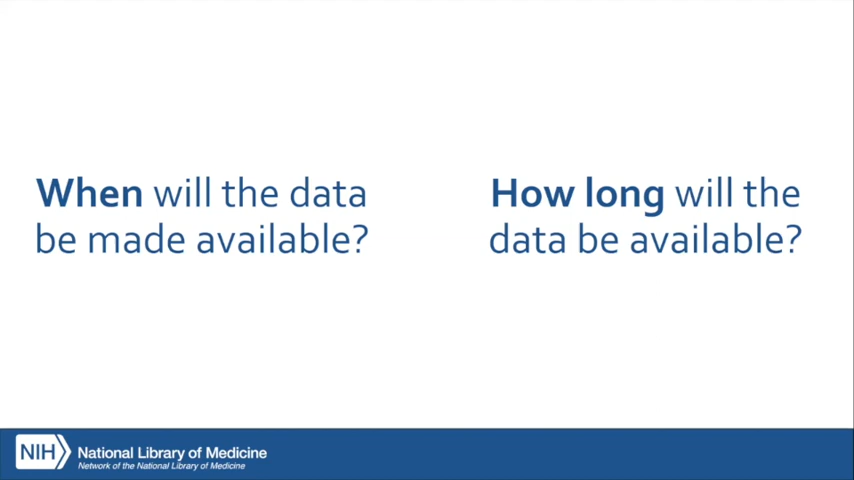 When will the data
be made available?
How long will the
data be available?
NIH
National Library of Medicine
Network of the National Library of Medicine